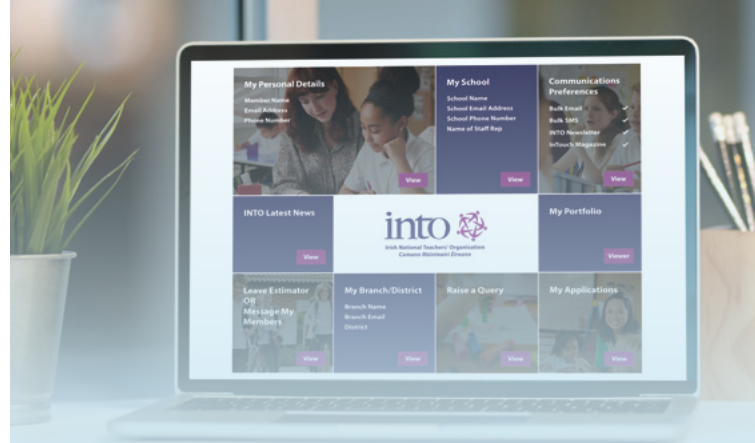 My Personal Details
Member Name
Email Address
Phone Number
View
My School
School Name
School Email Address
School Phone Number
Name of Staff Rep
View
Communications
Preferences
Bulk Email ✓
Bulk SMS ✓
INTO Newsletter ✓
InTouch Magazine ✓
View
INTO Latest News
View
into
Irish National Teachers' Organisation
Cumann Múinteoirí Éireann
My Portfolio
Viewer
Leave Estimator
OR
Message My
Members
View
My Branch/District
Branch Name
Branch Email
District
View
Raise a Query
View
My Applications
View